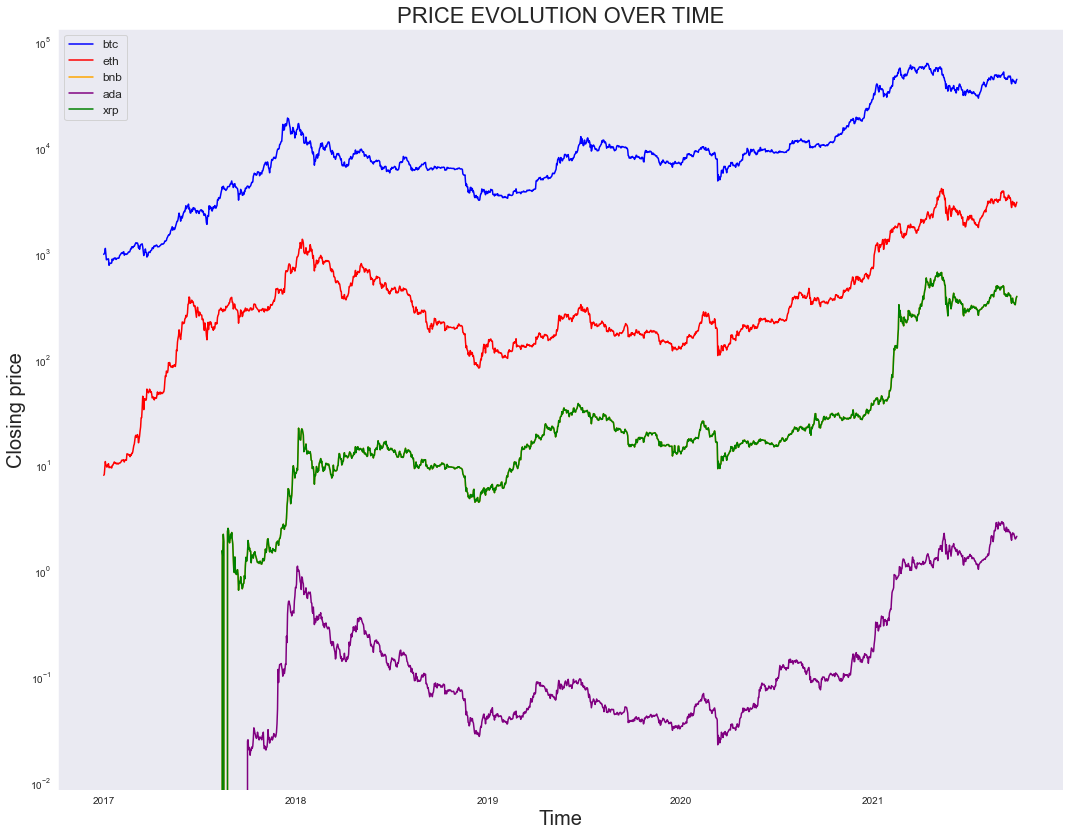 PRICE EVOLUTION OVER TIME
btc
eth
bnb
ada
xrp
Closing price
10^5
10^4
10^3
10^2
10^1
10^0
10^-1
10^-2
2017 2018 2019 2020 2021
Time